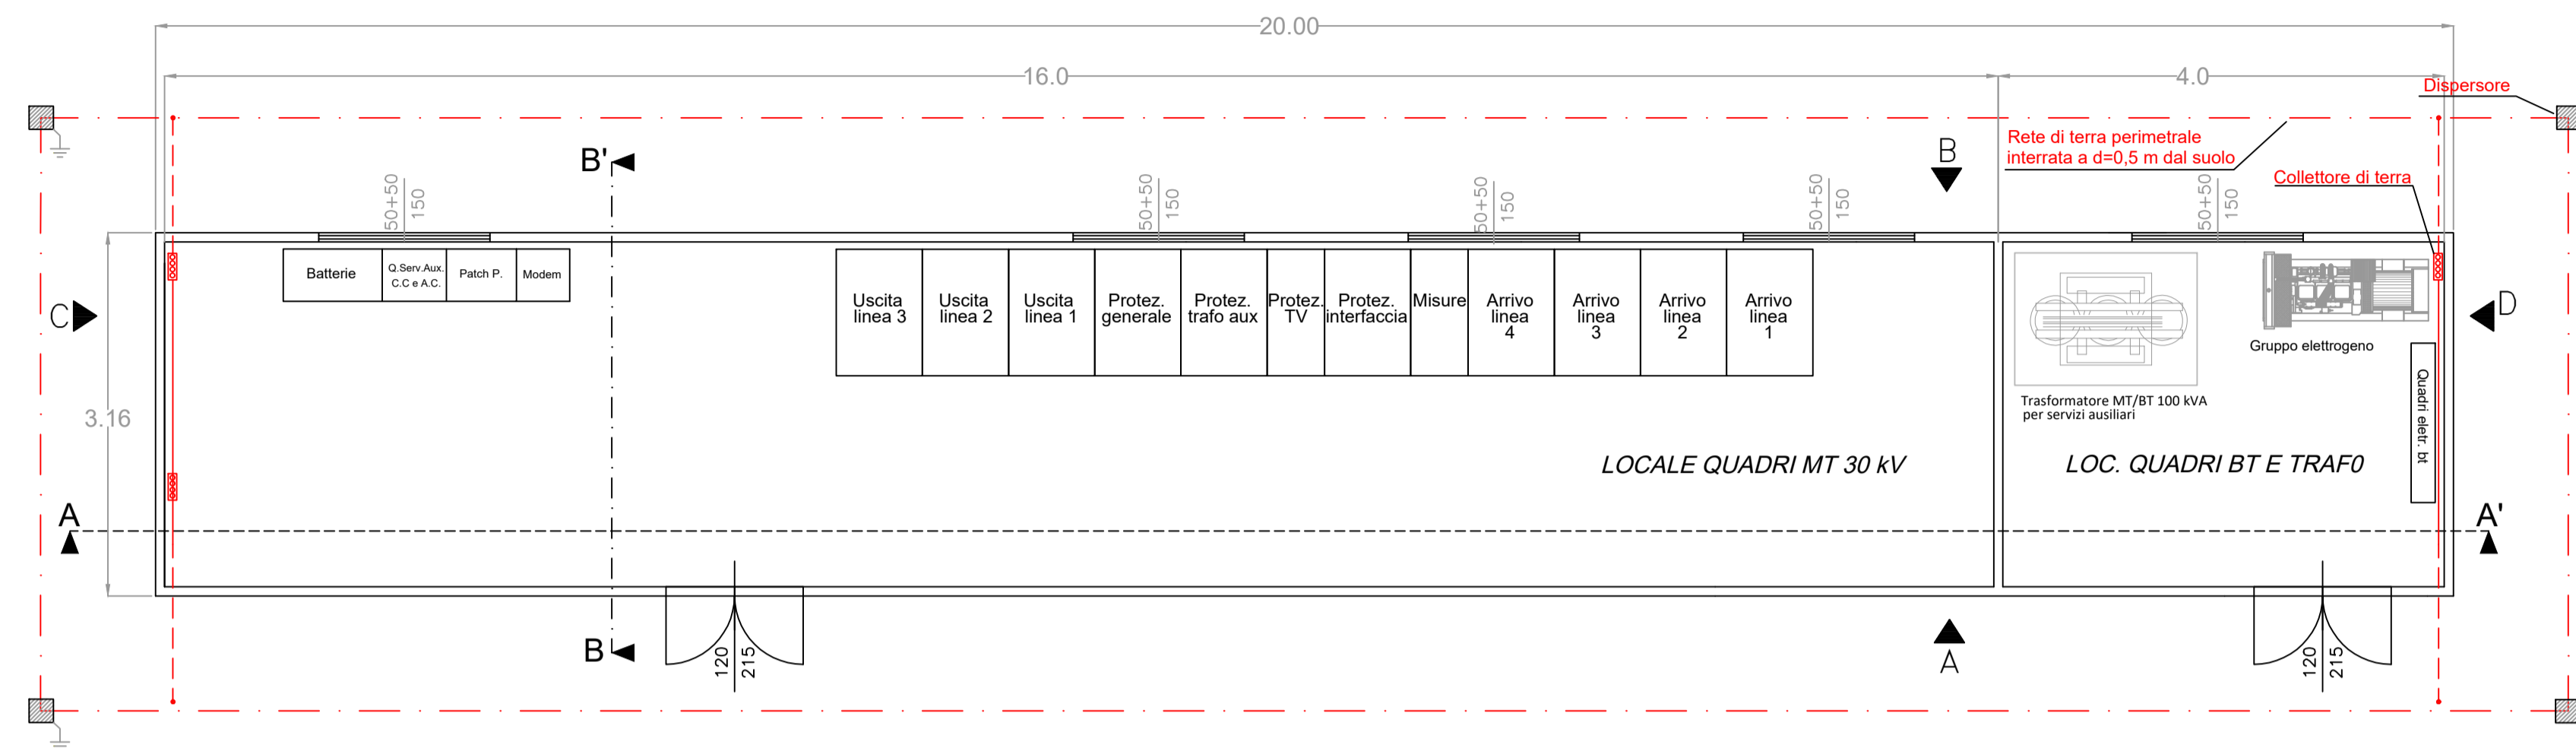 20.00
16.0
4.0
Dispersore
Rete di terra perimetrale
interrata a d=0,5 m dal suolo
Collettore di terra
B'
B
50+50
150
50+50
150
50+50
150
50+50
150
50+50
150
Batterie
Q.Serv.Aux.
C.C e A.C.
Patch P.
Modem
Uscita
linea 3
Uscita
linea 2
Uscita
linea 1
Protez.
generale
Protez.
trafo aux
Protez.
TV
Protez.
interfaccia
Misure
Arrivo
linea
4
Arrivo
linea
3
Arrivo
linea
2
Arrivo
linea
1
C
D
Gruppo elettrogeno
Trasformatore MT/BT 100 kVA
per servizi ausiliari
Quadri eletr. bt
3.16
LOCALE QUADRI MT 30 kV
LOC. QUADRI BT E TRAF0
A
A'
B
120
215
A
120
215